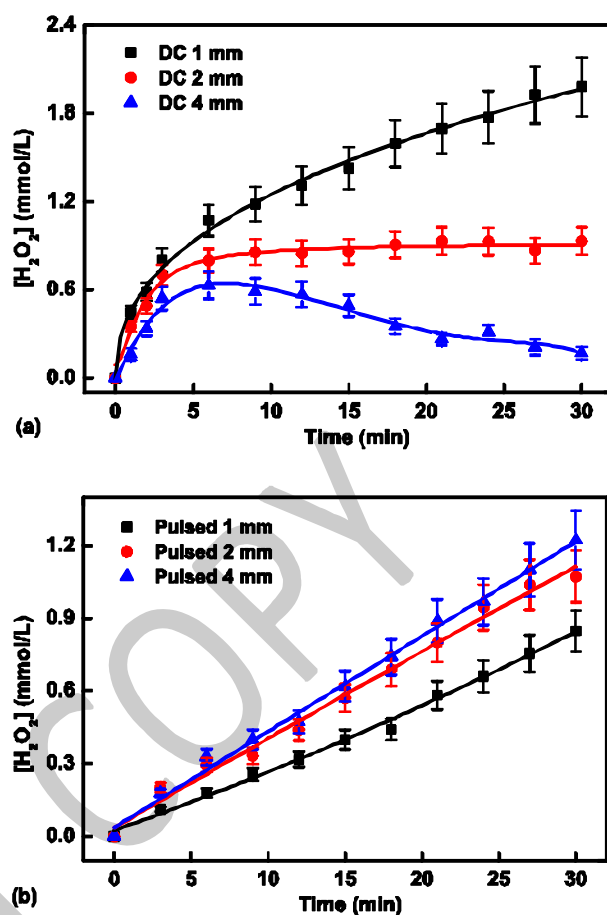 2.4
1.8
1.2
0.6
0.0
[H₂O₂] (mmol/L)
DC 1 mm
DC 2 mm
DC 4 mm
0 5 10 15 20 25 30
Time (min)
(a)
1.2
0.9
0.6
0.3
0.0
[H₂O₂] (mmol/L)
Pulsed 1 mm
Pulsed 2 mm
Pulsed 4 mm
0 5 10 15 20 25 30
Time (min)
(b)
COPY